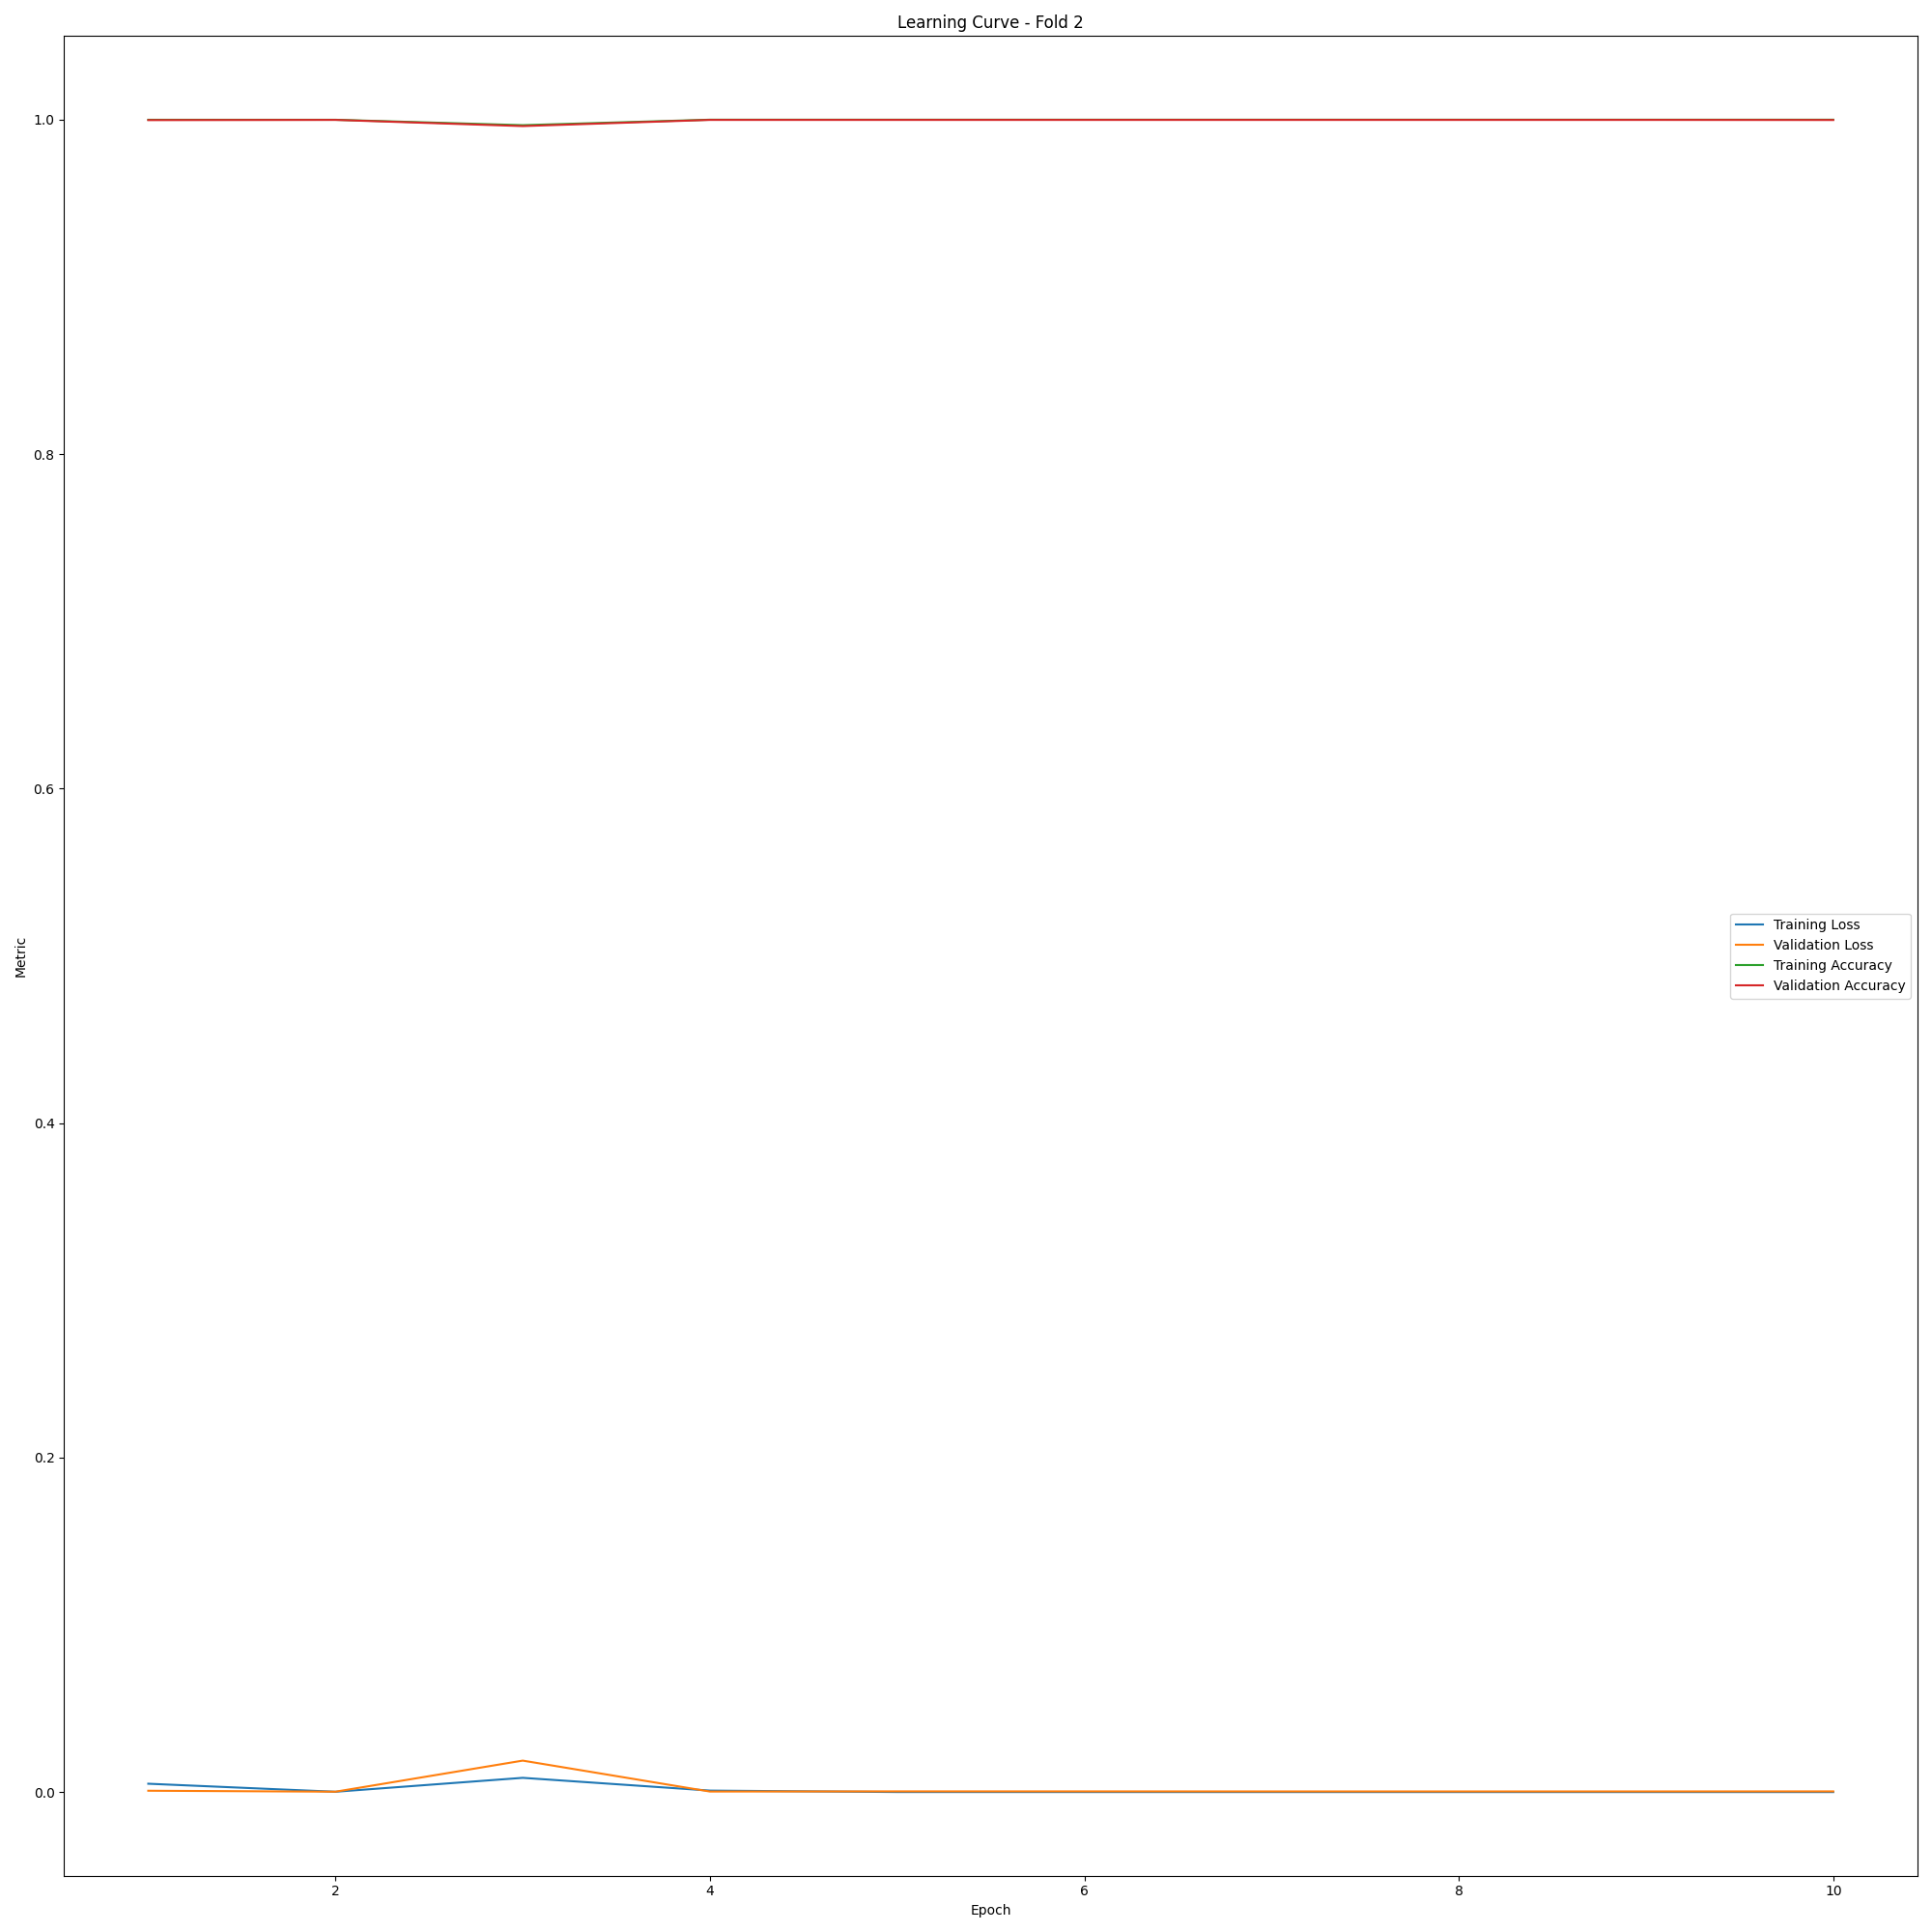 Learning Curve - Fold 2
1.0
0.8
0.6
0.4
0.2
0.0
Metric
Training Loss
Validation Loss
Training Accuracy
Validation Accuracy
2 4 6 8 10
Epoch